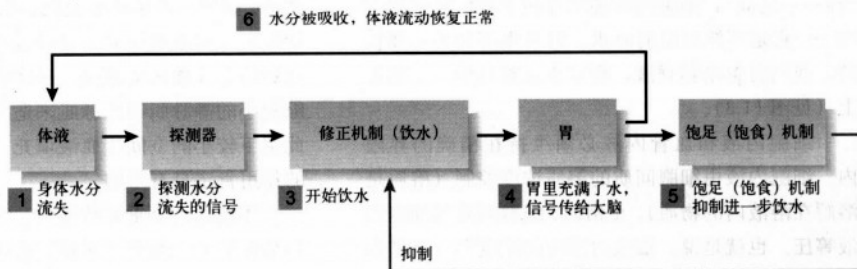 6 水分被吸收，体液流动恢复正常
体液
探测器
修正机制（饮水）
胃
饱足（饱食）机制
1 身体水分
流失
2 探测水分
流失的信号
3 开始饮水
4 胃里充满了水，
信号传给大脑
5 饱足（饱食）机制
抑制进一步饮水
抑制